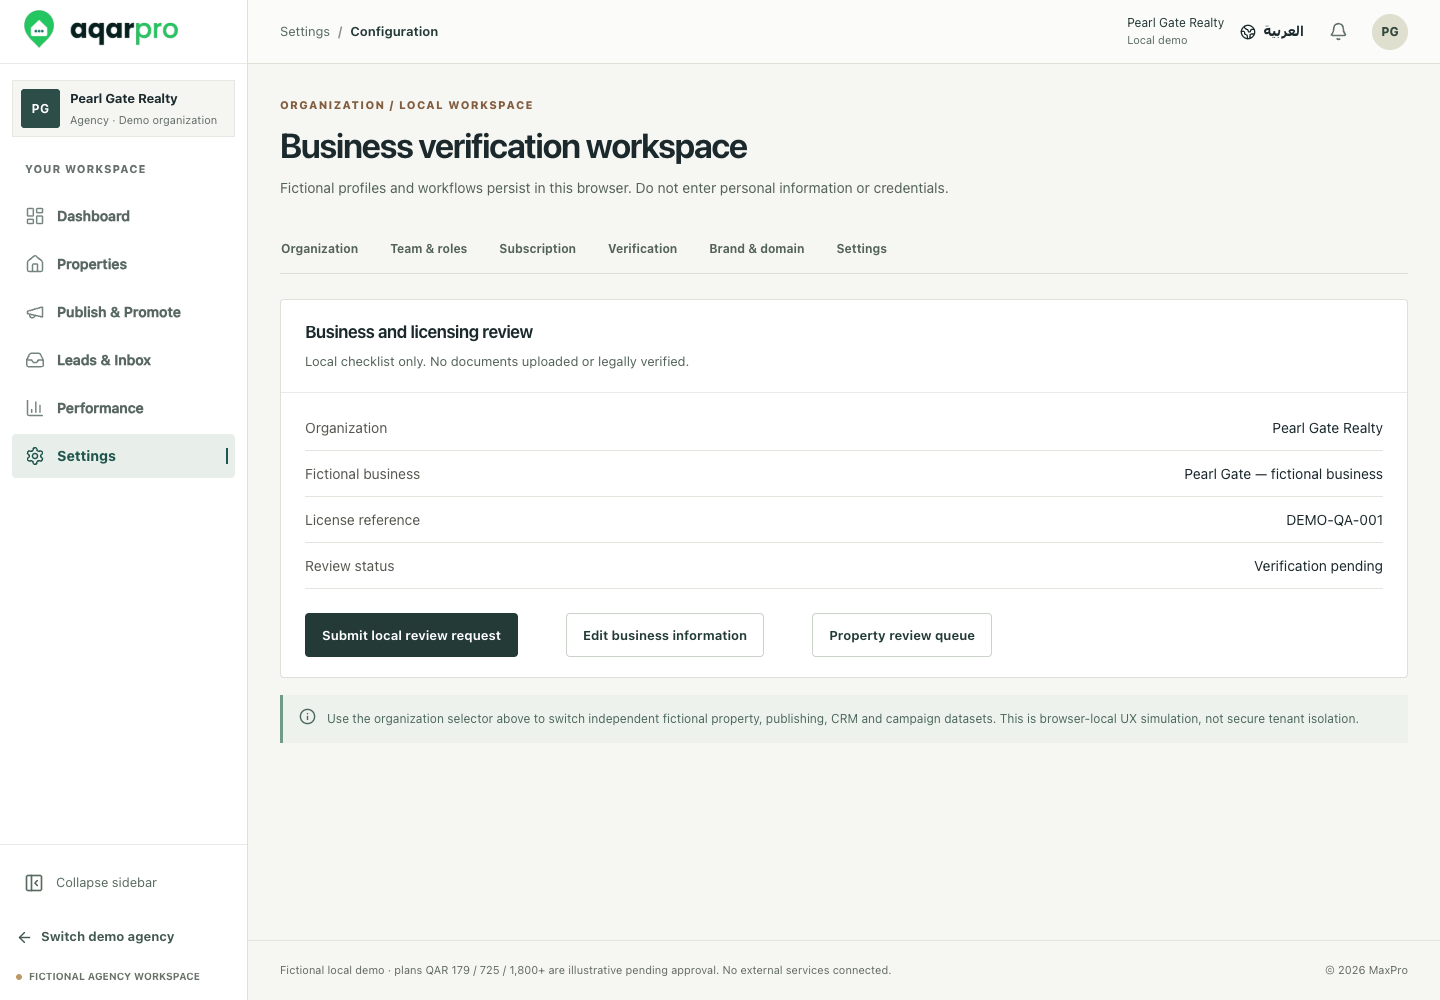 aqarpro
Settings / Configuration
Pearl Gate Realty
Local demo
العربية
PG
PG
Pearl Gate Realty
Agency · Demo organization
YOUR WORKSPACE
Dashboard
Properties
Publish & Promote
Leads & Inbox
Performance
Settings
Collapse sidebar
Switch demo agency
FICTIONAL AGENCY WORKSPACE
ORGANIZATION / LOCAL WORKSPACE
Business verification workspace
Fictional profiles and workflows persist in this browser. Do not enter personal information or credentials.
Organization Team & roles Subscription Verification Brand & domain Settings
Business and licensing review
Local checklist only. No documents uploaded or legally verified.
Organization Pearl Gate Realty
Fictional business Pearl Gate — fictional business
License reference DEMO-QA-001
Review status Verification pending
Submit local review request Edit business information Property review queue
Use the organization selector above to switch independent fictional property, publishing, CRM and campaign datasets. This is browser-local UX simulation, not secure tenant isolation.
Fictional local demo · plans QAR 179 / 725 / 1,800+ are illustrative pending approval. No external services connected.
© 2026 MaxPro